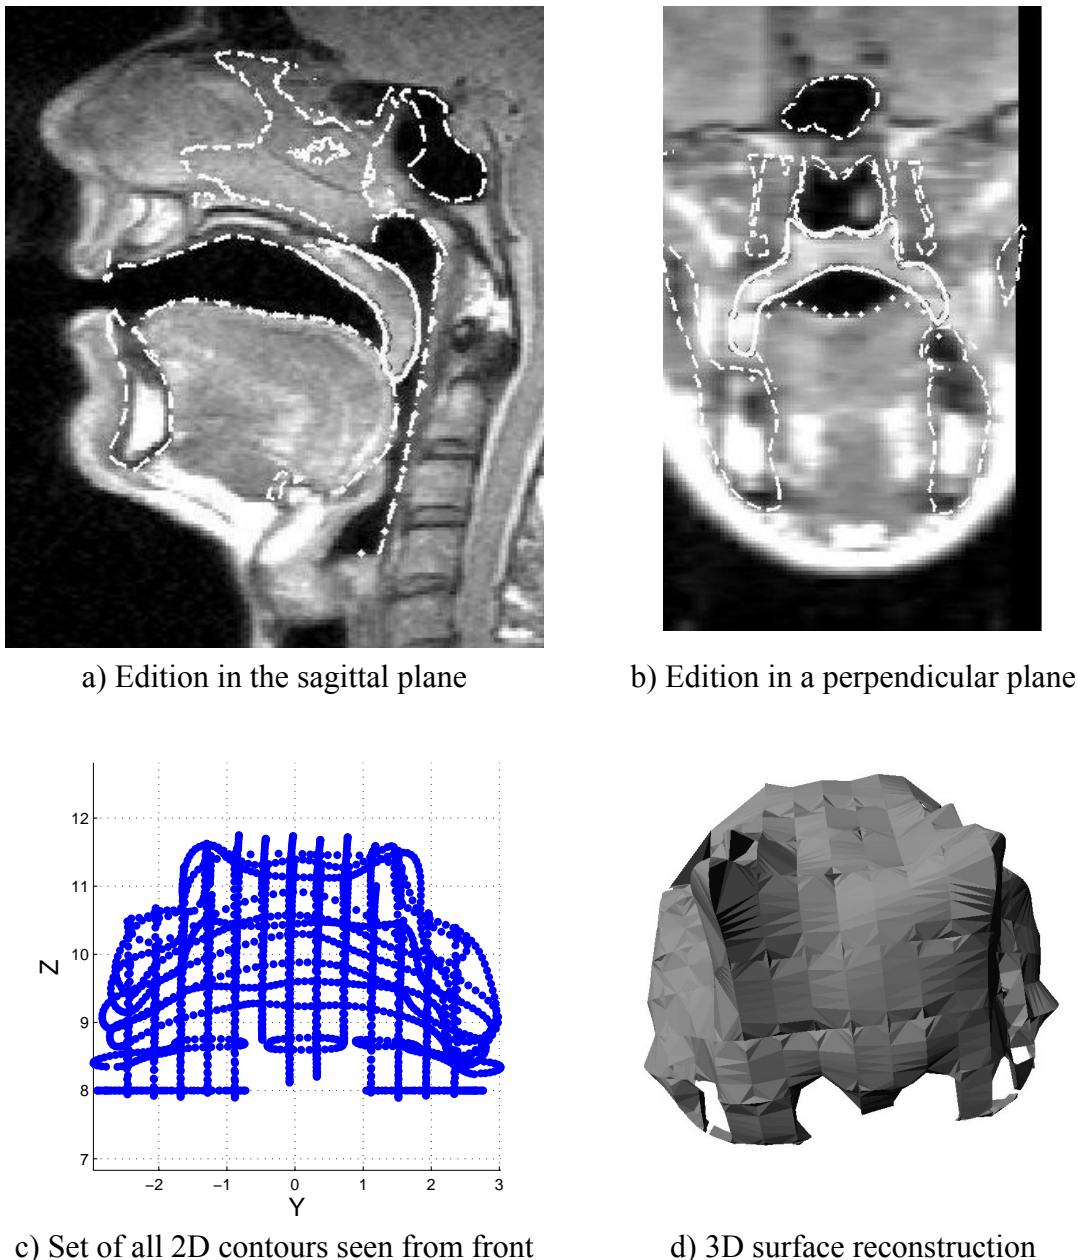 a) Edition in the sagittal plane
b) Edition in a perpendicular plane
12
11
10
9
8
7
Z
−2 −1 0 1 2 3
Y
c) Set of all 2D contours seen from front
d) 3D surface reconstruction